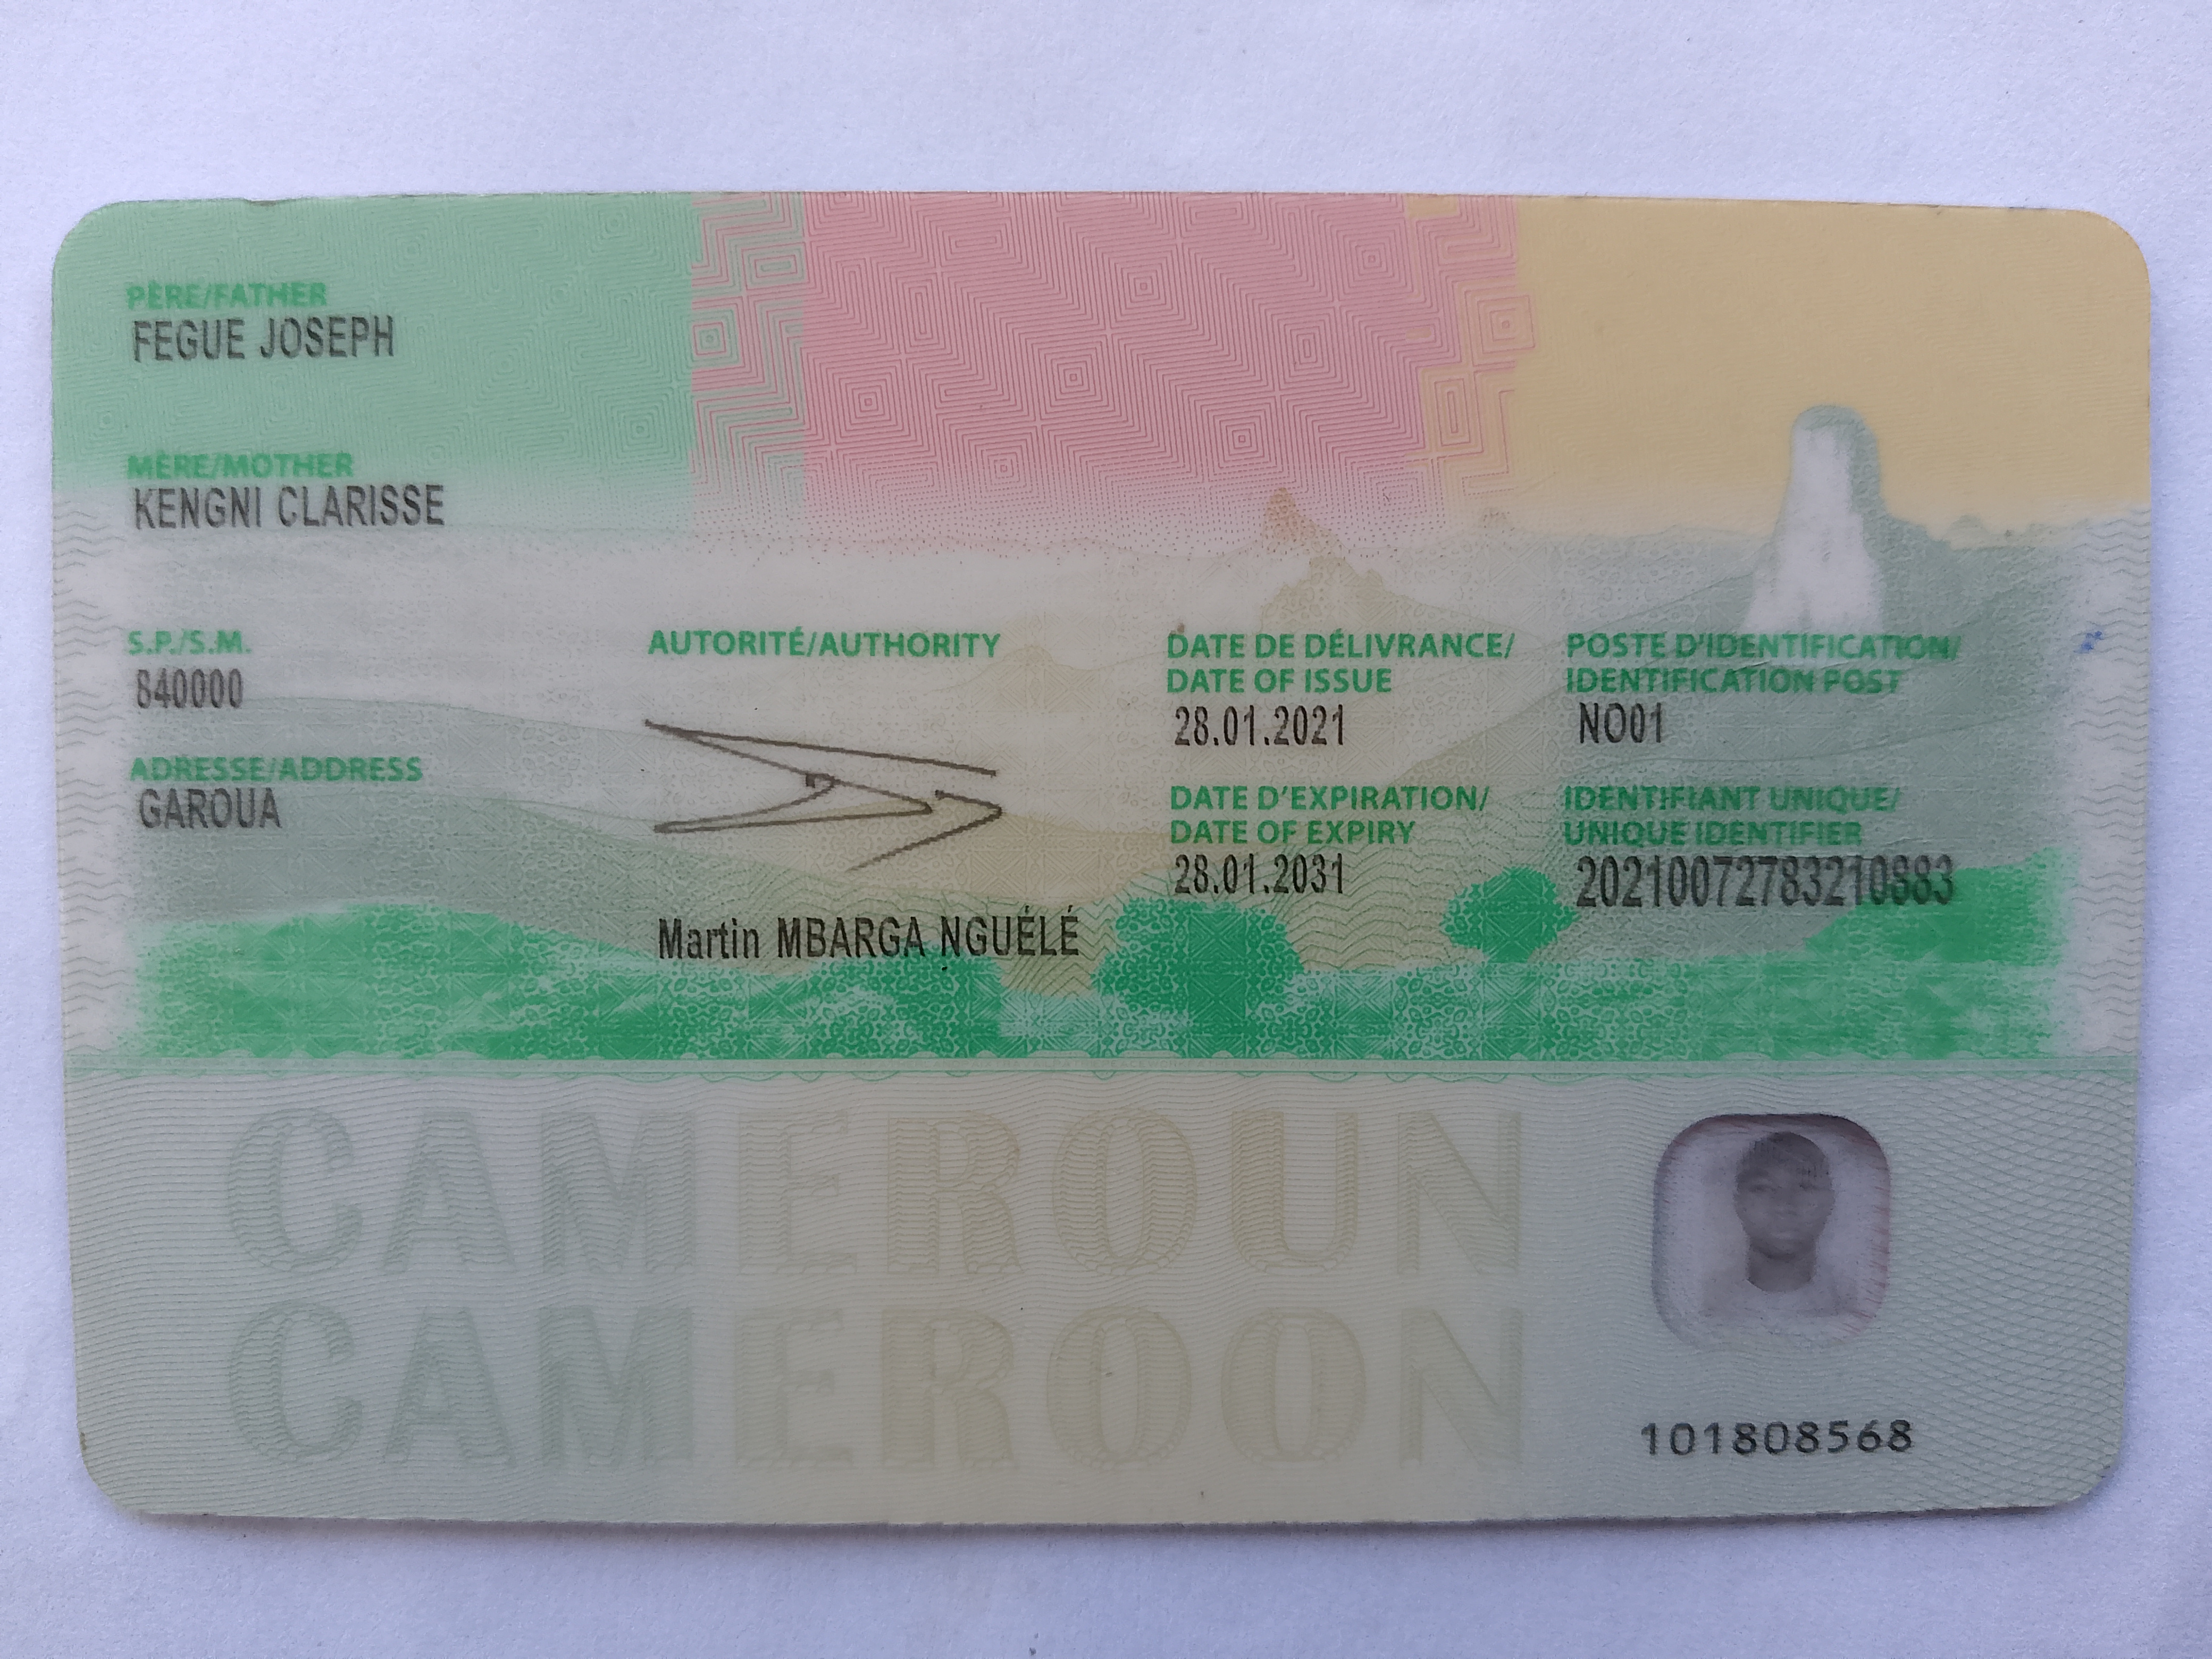 PÈRE/FATHER
FEGUE JOSEPH
MÈRE/MOTHER
KENGNI CLARISSE
S.P./S.M.
840000
ADRESSE/ADDRESS
GAROUA
AUTORITÉ/AUTHORITY
Martin MBARGA NGUÉLÉ
DATE DE DÉLIVRANCE/
DATE OF ISSUE
28.01.2021
DATE D'EXPIRATION/
DATE OF EXPIRY
28.01.2031
POSTE D'IDENTIFICATION/
IDENTIFICATION POST
NO01
IDENTIFIANT UNIQUE/
UNIQUE IDENTIFIER
20210072783210883
CAMEROUN
CAMEROON
101808568